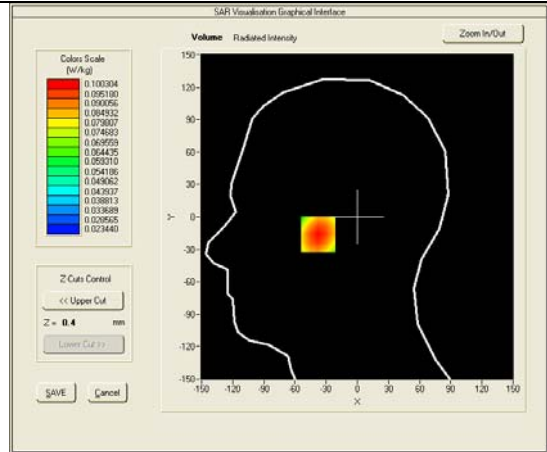 SAR Visualisation Graphical Interface
Volume Radiated Intensity
Zoom In/Out
Colors Scale
(W/kg)
0.100304
0.095180
0.090056
0.084932
0.079807
0.074683
0.069559
0.064435
0.059310
0.054186
0.049062
0.043937
0.038813
0.033689
0.028565
0.023440
Z Cuts Control
<< Upper Cut
Z = 0.4 mm
Lower Cut >>
SAVE Cancel
150
120
90
60
30
0
-30
-60
-90
-120
-150
Y
-150 -120 -90 -60 -30 0 30 60 90 120 150
X